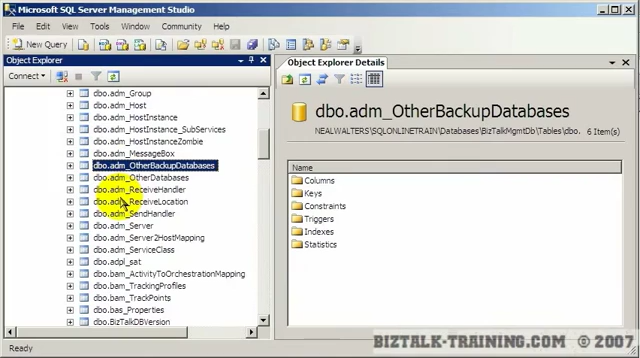 Microsoft SQL Server Management Studio
File Edit View Tools Window Community Help
New Query
Object Explorer
Connect
dbo.adm_Group
dbo.adm_Host
dbo.adm_HostInstance
dbo.adm_HostInstance_SubServices
dbo.adm_HostInstanceZombie
dbo.adm_MessageBox
dbo.adm_OtherBackupDatabases
dbo.adm_OtherDatabases
dbo.adm_ReceiveHandler
dbo.adm_ReceiveLocation
dbo.adm_SendHandler
dbo.adm_Server
dbo.adm_Server2HostMapping
dbo.adm_ServiceClass
dbo.adpl_sat
dbo.bam_ActivityToOrchestrationMapping
dbo.bam_TrackingProfiles
dbo.bam_TrackPoints
dbo.bas_Properties
dbo.BizTalkDBVersion
Object Explorer Details
dbo.adm_OtherBackupDatabases
NEALWALTERS\SQLONLINETRAIN\Databases\BizTalkMgmtDb\Tables\dbo. 6 Item(s)
Name
Columns
Keys
Constraints
Triggers
Indexes
Statistics
Ready
BIZTALK-TRAINING.COM © 2007